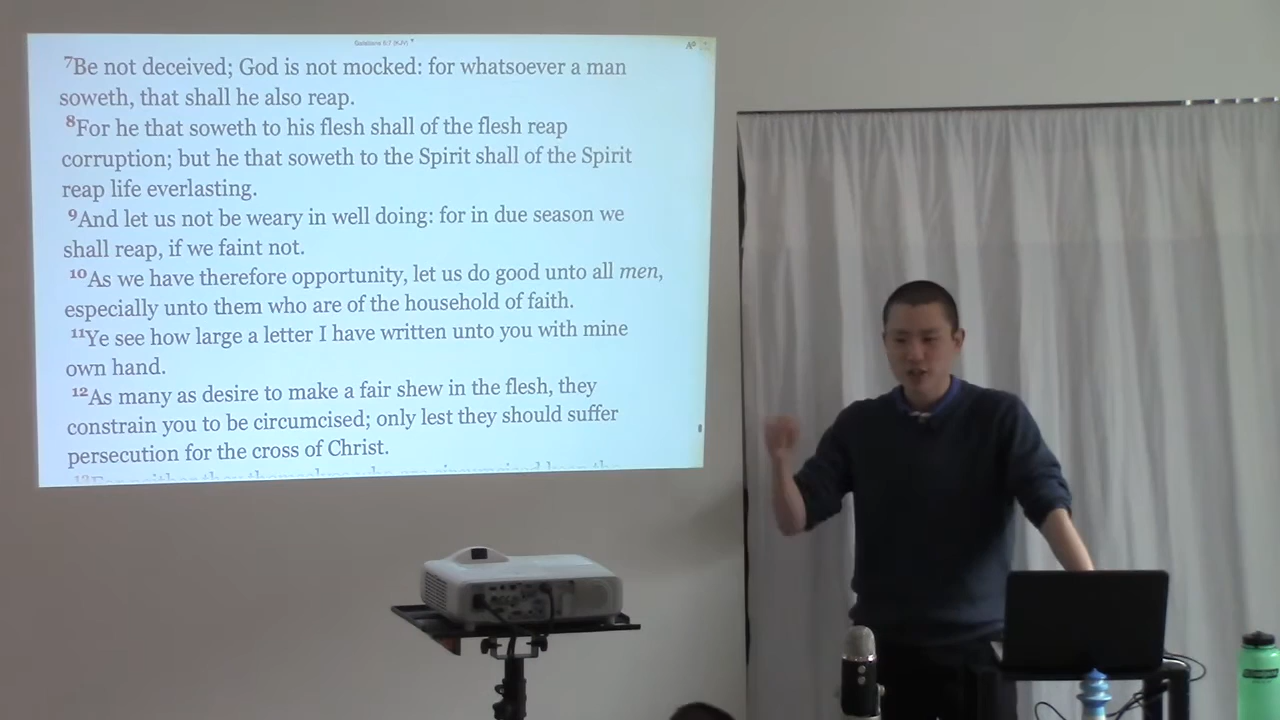 Galatians 6:7 (KJV)
7Be not deceived; God is not mocked: for whatsoever a man
soweth, that shall he also reap.
8For he that soweth to his flesh shall of the flesh reap
corruption; but he that soweth to the Spirit shall of the Spirit
reap life everlasting.
9And let us not be weary in well doing: for in due season we
shall reap, if we faint not.
10As we have therefore opportunity, let us do good unto all men,
especially unto them who are of the household of faith.
11Ye see how large a letter I have written unto you with mine
own hand.
12As many as desire to make a fair shew in the flesh, they
constrain you to be circumcised; only lest they should suffer
persecution for the cross of Christ.